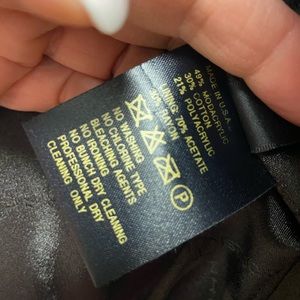 MADE IN U.S.A.
49% MODACRYLIC
30% COTTON
21% POLYACRYLIC
LINING: 70% ACETATE
30% RAYON
P
NO WASHING
NO CHLORINE TYPE
BLEACHING AGENTS
NO IRONING
NO BUNCH DRY CLEANING
PROFESSIONAL DRY
CLEANING ONLY